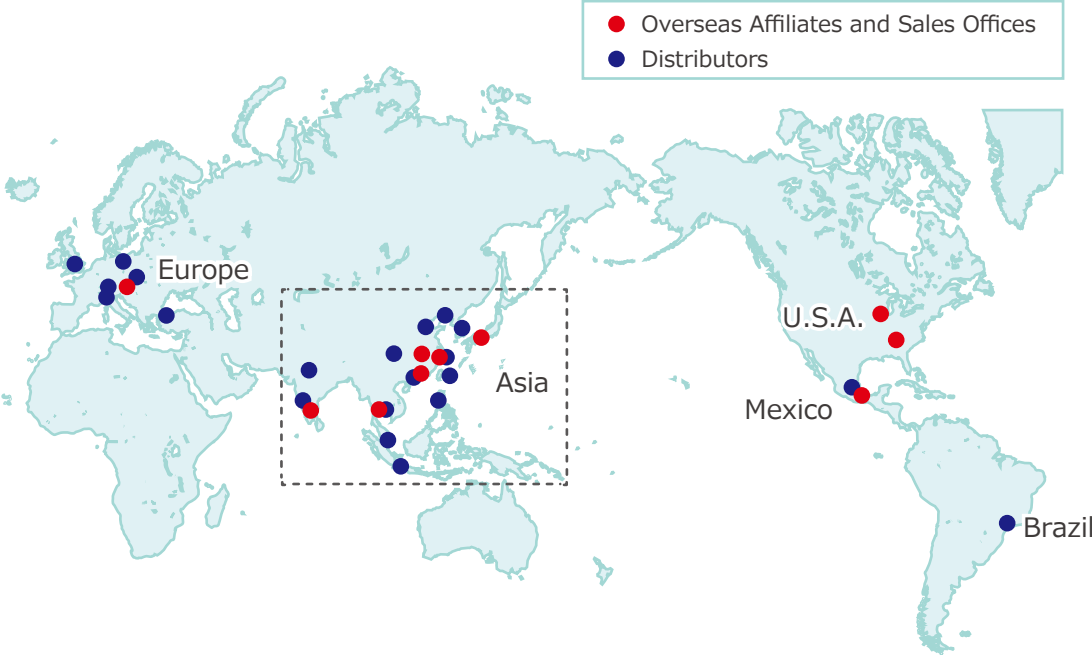 Overseas Affiliates and Sales Offices
Distributors
Europe
U.S.A.
Asia
Mexico
Brazil